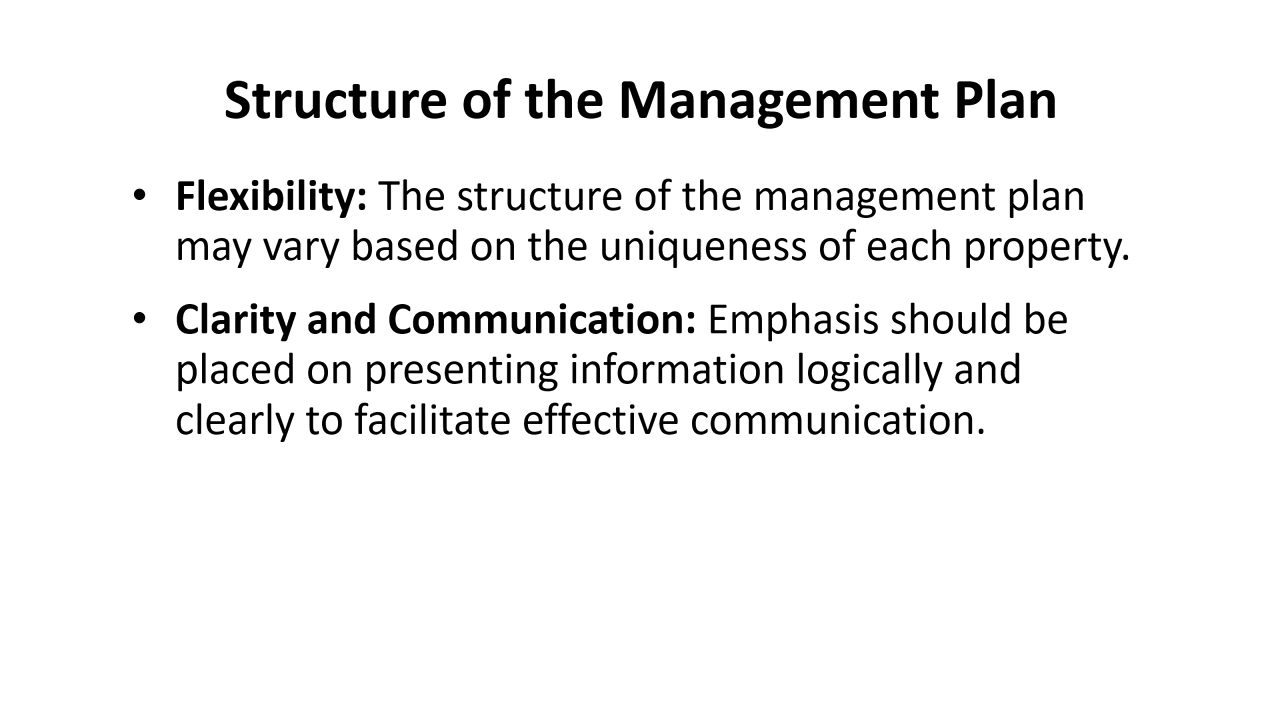 Structure of the Management Plan
• Flexibility: The structure of the management plan
may vary based on the uniqueness of each property.
• Clarity and Communication: Emphasis should be
placed on presenting information logically and
clearly to facilitate effective communication.